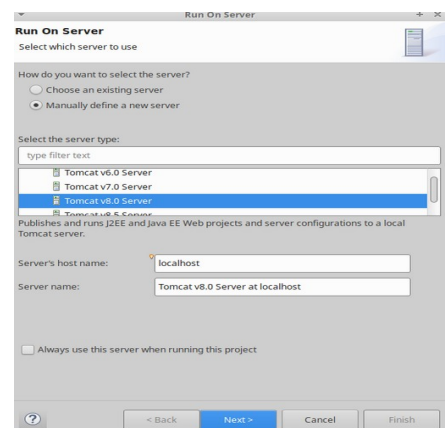 Run On Server
Run On Server
Select which server to use
How do you want to select the server?
Choose an existing server
Manually define a new server
Select the server type:
type filter text
Tomcat v6.0 Server
Tomcat v7.0 Server
Tomcat v8.0 Server
Tomcat v8.5 Server
Publishes and runs J2EE and Java EE Web projects and server configurations to a local
Tomcat server.
Server's host name: localhost
Server name: Tomcat v8.0 Server at localhost
Always use this server when running this project
? < Back Next > Cancel Finish